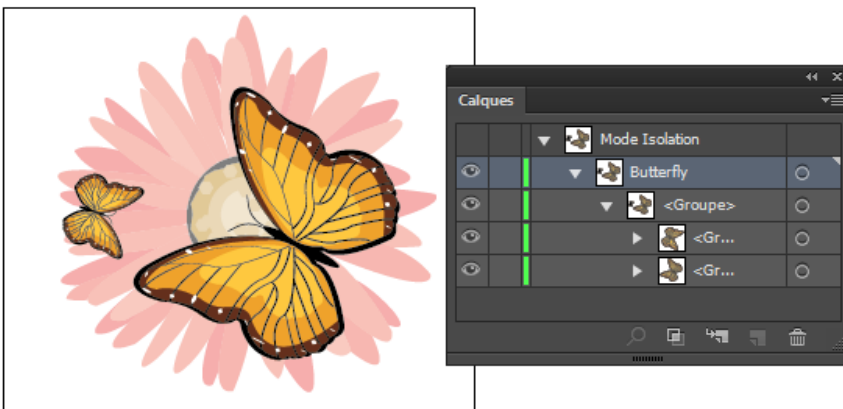 Calques
Mode Isolation
Butterfly
<Groupe>
<Gr...
<Gr...